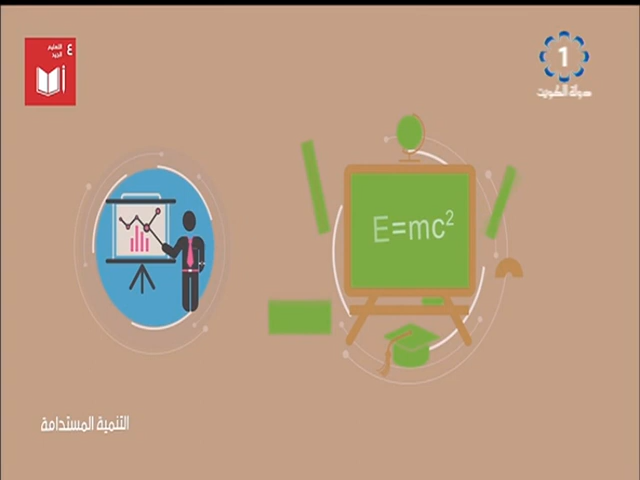 ٤ التعليم
الجيد
1
دولة الكويت
E=mc²
التنمية المستدامة